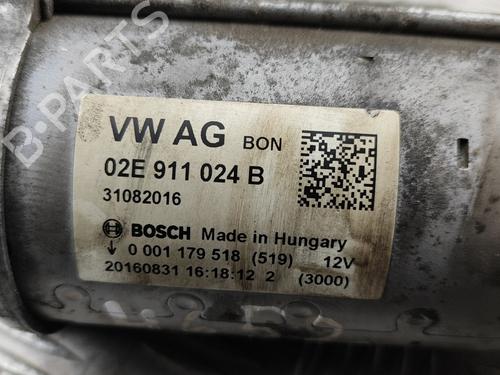 B-PARTS
VW AG BON
02E 911 024 B
31082016
BOSCH Made in Hungary
↓ 0 001 179 518 (519) 12V
20160831 16:18:12 2 (3000)